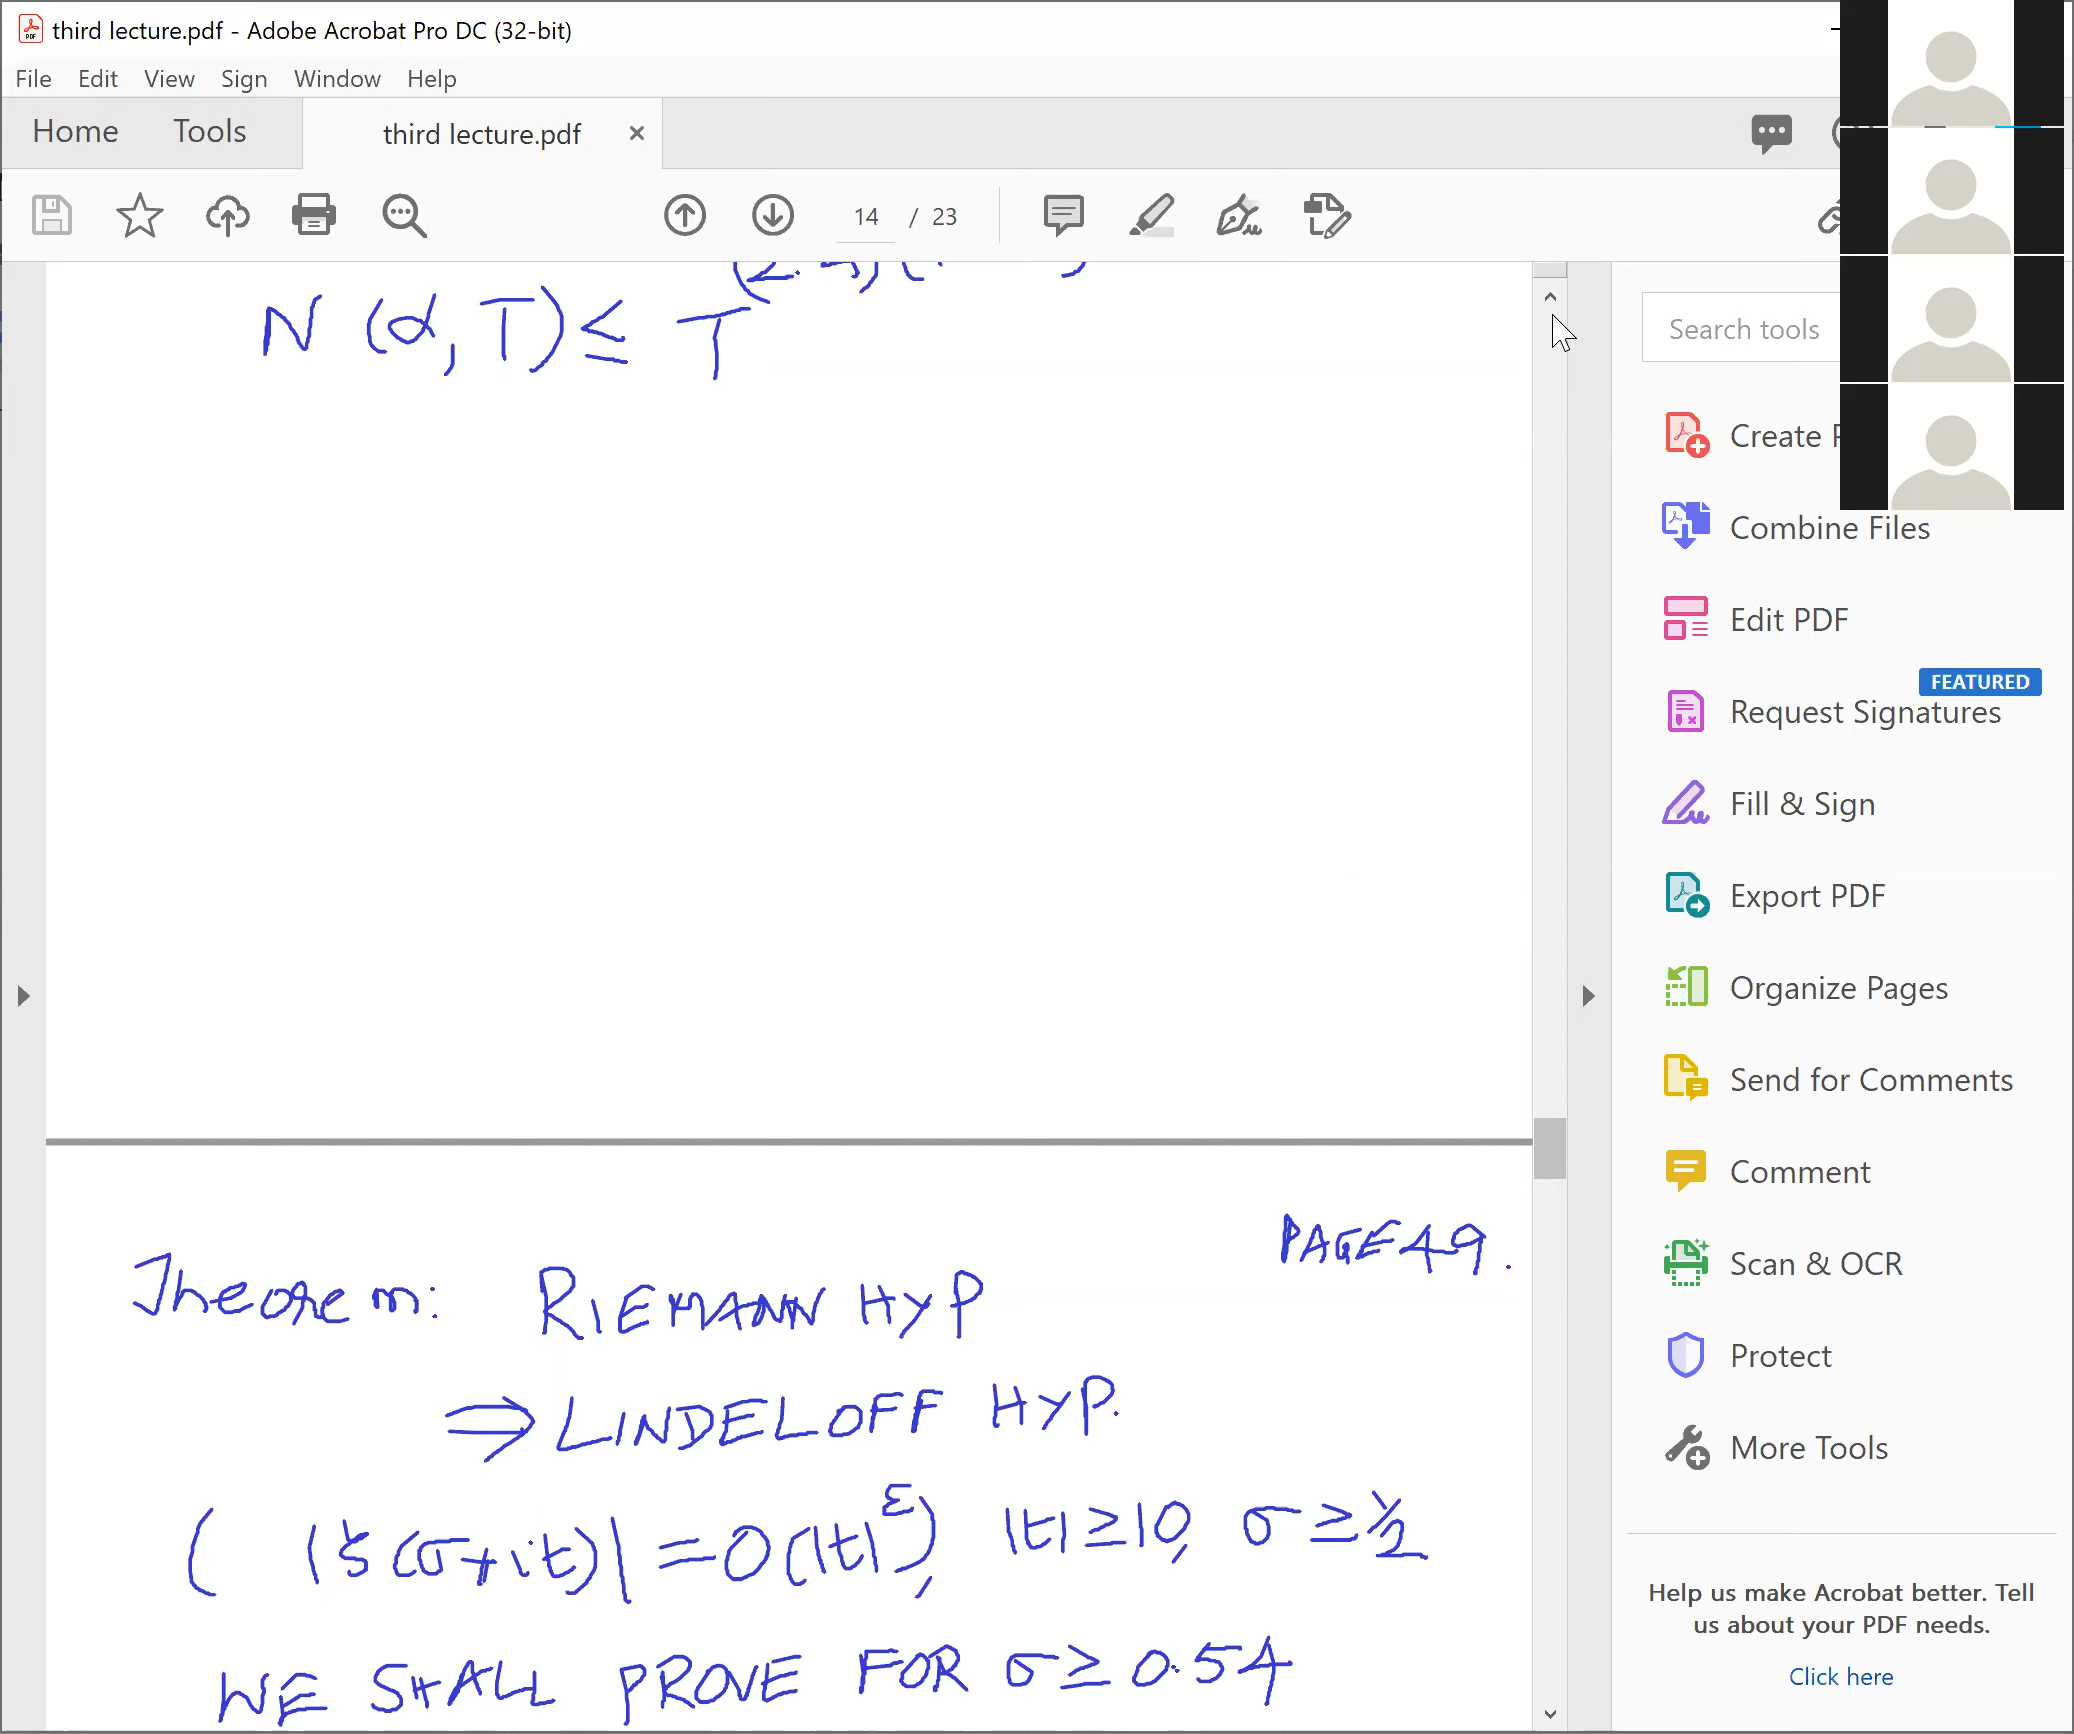 third lecture.pdf - Adobe Acrobat Pro DC (32-bit)
File Edit View Sign Window Help
Home Tools third lecture.pdf ×
14 / 23
N (α, T) ≤ T
Search tools
Create
Combine Files
Edit PDF
FEATURED
Request Signatures
Fill & Sign
Export PDF
Organize Pages
Send for Comments
Comment
Scan & OCR
Protect
More Tools
Help us make Acrobat better. Tell
us about your PDF needs.
Click here
PAGE 49.
Theorem: RIEMANN HYP
⇒ LINDELOFF HYP.
( |ζ(σ+it)| = O(|t|^ε), |t| ≥ 10, σ ≥ 1/2
WE SHALL PROVE FOR σ ≥ 0.54